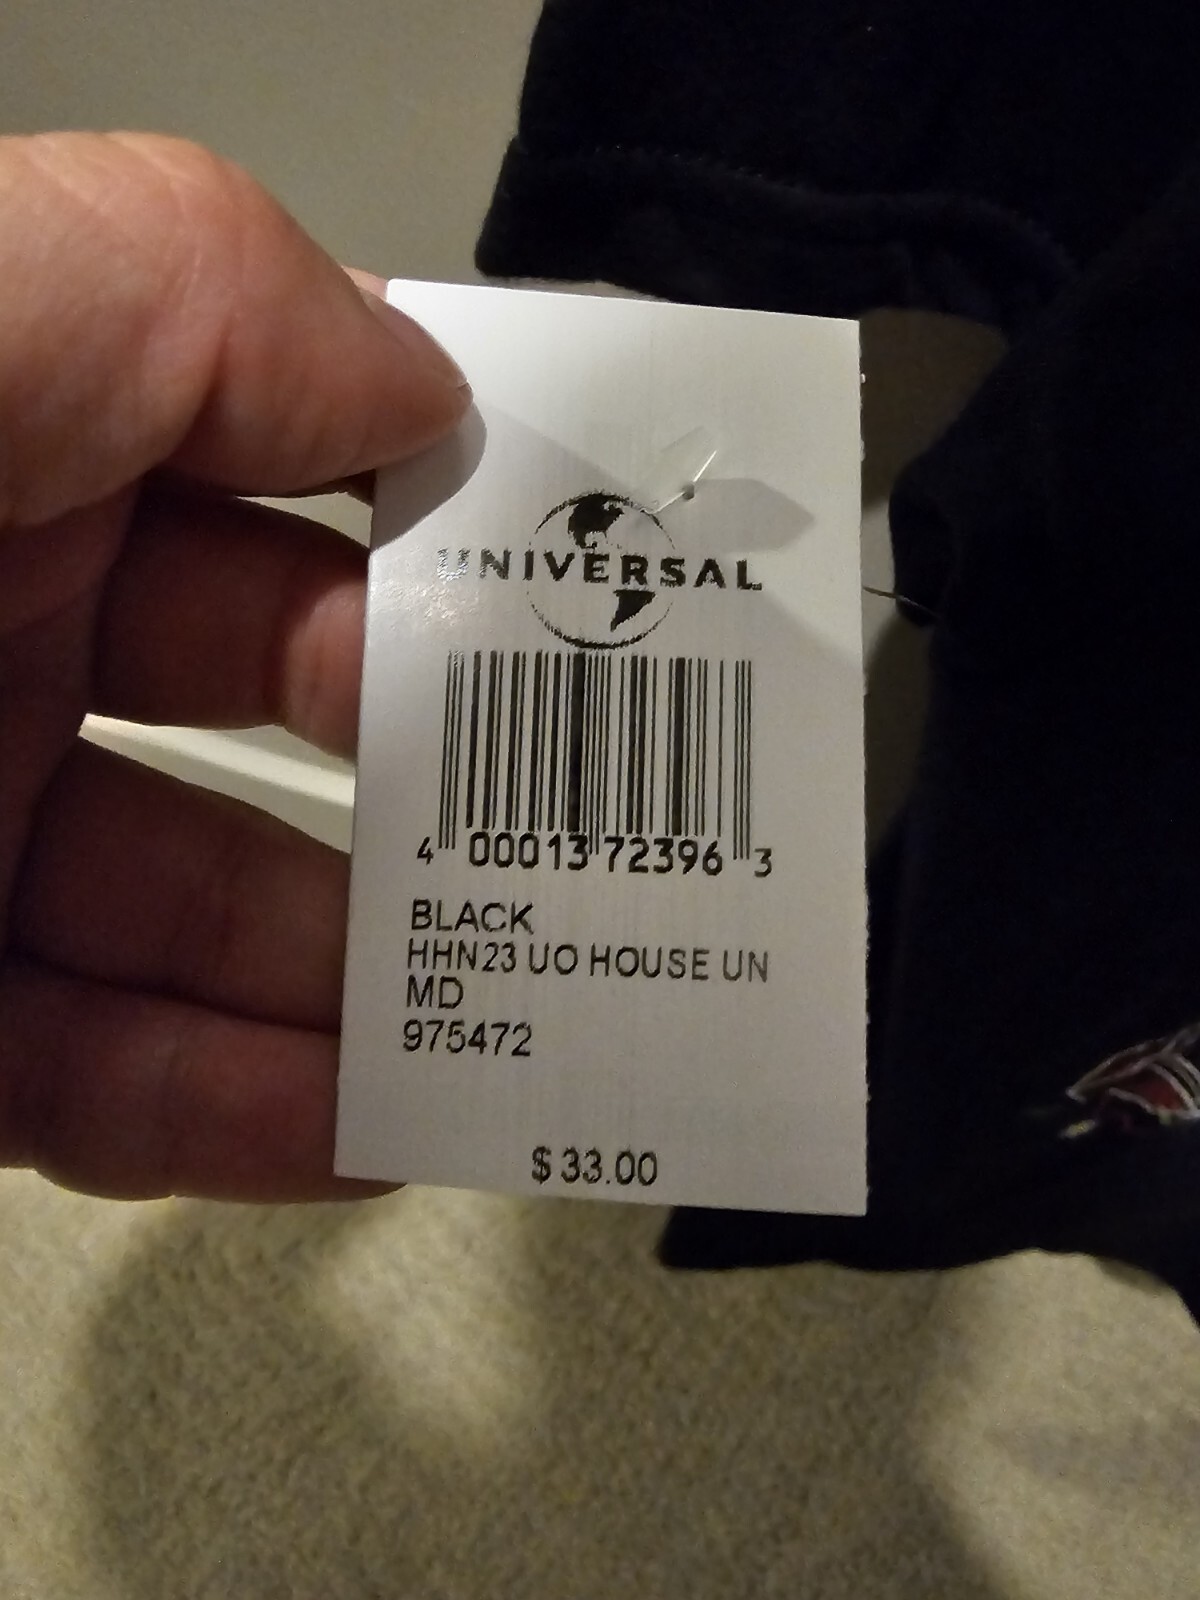 UNIVERSAL
4 00013 72396 3
BLACK
HHN23 UO HOUSE UN
MD
975472
$ 33.00